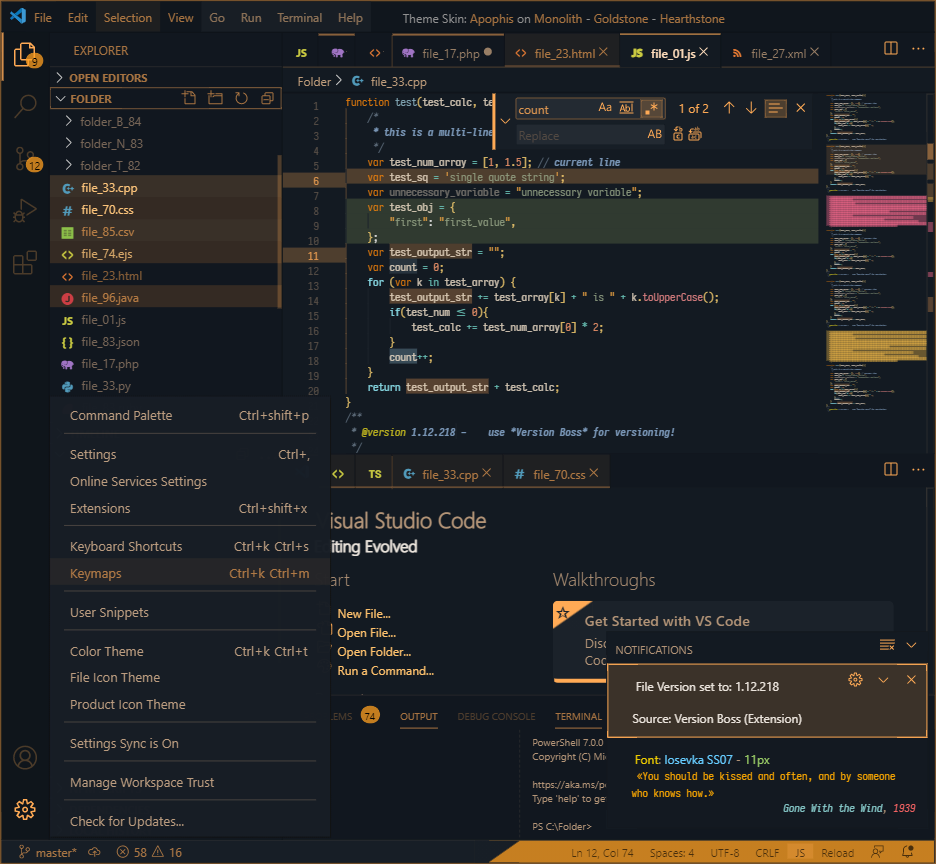 File Edit Selection View Go Run Terminal Help
Theme Skin: Apophis on Monolith - Goldstone - Hearthstone
9
12
EXPLORER
OPEN EDITORS
FOLDER
folder_B_84
folder_N_83
folder_T_82
file_33.cpp
# file_70.css
file_85.csv
<> file_74.ejs
<> file_23.html
J file_96.java
JS file_01.js
{ } file_83.json
file_17.php
file_33.py
JS <> file_17.php <> file_23.html JS file_01.js file_27.xml
Folder > file_33.cpp
count Aa Abl .* 1 of 2
Replace AB
1 function test(test_calc, te
2 /*
3 * this is a multi-line
4 */
5 var test_num_array = [1, 1.5]; // current line
6 var test_sq = 'single quote string';
7 var unnecessary_variable = "unnecessary variable";
8 var test_obj = {
9 "first": "first_value",
10 };
11 var test_output_str = "";
12 var count = 0;
13 for (var k in test_array) {
14 test_output_str += test_array[k] + " is " + k.toUpperCase();
15 if(test_num ≤ 0){
16 test_calc += test_num_array[0] * 2;
17 }
18 count++;
19 }
20 return test_output_str + test_calc;
}
/**
* @version 1.12.218 - use *Version Boss* for versioning!
*/
Command Palette Ctrl+shift+p
Settings Ctrl+,
Online Services Settings
Extensions Ctrl+shift+x
Keyboard Shortcuts Ctrl+k Ctrl+s
Keymaps Ctrl+k Ctrl+m
User Snippets
Color Theme Ctrl+k Ctrl+t
File Icon Theme
Product Icon Theme
Settings Sync is On
Manage Workspace Trust
Check for Updates...
<> TS file_33.cpp # file_70.css
isual Studio Code
iting Evolved
art
New File...
Open File...
Open Folder...
Run a Command...
Walkthroughs
Get Started with VS Code
Disc
Coc
LEMS 74 OUTPUT DEBUG CONSOLE TERMINAL
PowerShell 7.0.0
Copyright (C) Mic
https://aka.ms/po
Type 'help' to get
PS C:\Folder>
NOTIFICATIONS
File Version set to: 1.12.218
Source: Version Boss (Extension)
Font: Iosevka SS07 - 11px
«You should be kissed and often, and by someone
who knows how.»
Gone With the Wind, 1939
master* 58 16 Ln 12, Col 74 Spaces: 4 UTF-8 CRLF JS Reload